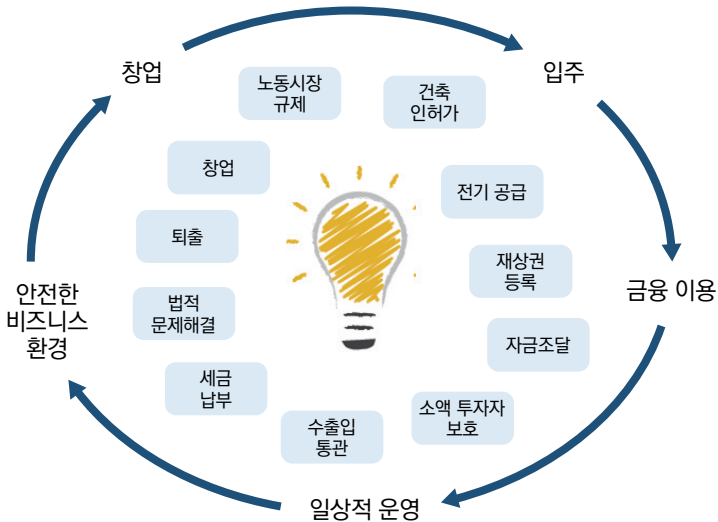 창업
입주
노동시장
규제
건축
인허가
창업
전기 공급
퇴출
재상권
등록
안전한
비즈니스
환경
금융 이용
법적
문제해결
자금조달
세금
납부
소액 투자자
보호
수출입
통관
일상적 운영